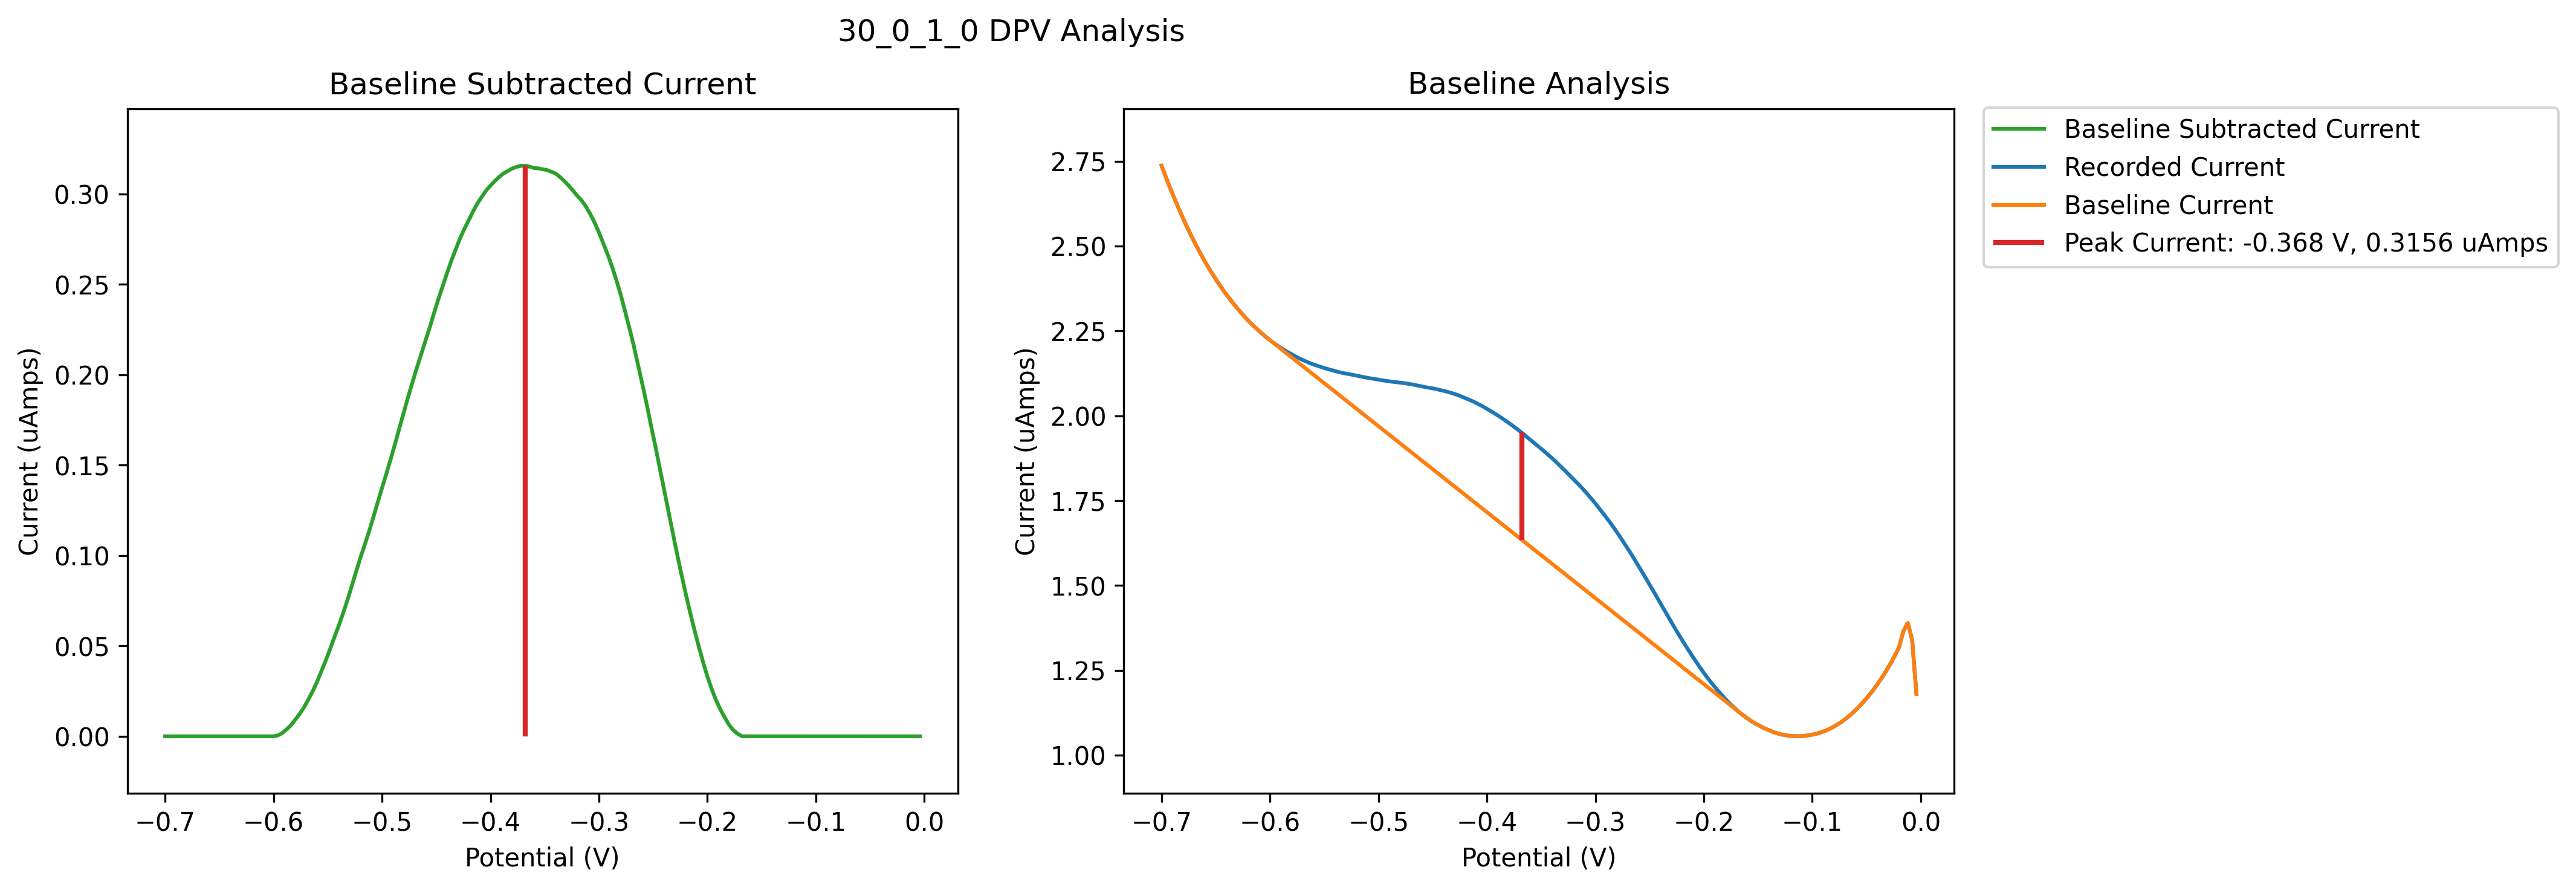 30_0_1_0 DPV Analysis
Baseline Subtracted Current
Current (uAmps)
0.30
0.25
0.20
0.15
0.10
0.05
0.00
−0.7 −0.6 −0.5 −0.4 −0.3 −0.2 −0.1 0.0
Potential (V)
Baseline Analysis
Current (uAmps)
2.75
2.50
2.25
2.00
1.75
1.50
1.25
1.00
−0.7 −0.6 −0.5 −0.4 −0.3 −0.2 −0.1 0.0
Potential (V)
Baseline Subtracted Current
Recorded Current
Baseline Current
Peak Current: -0.368 V, 0.3156 uAmps